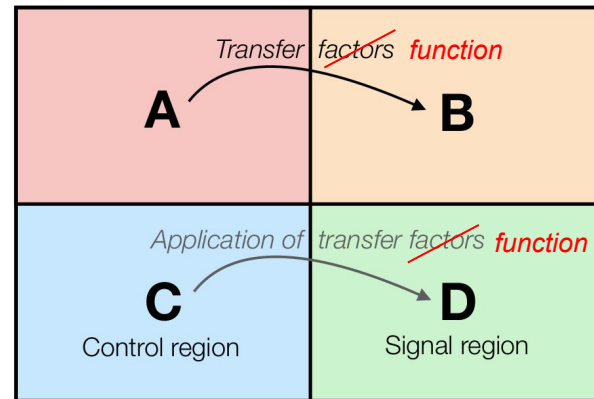 Transfer factors function
A
B
Application of transfer factors function
C
D
Control region
Signal region